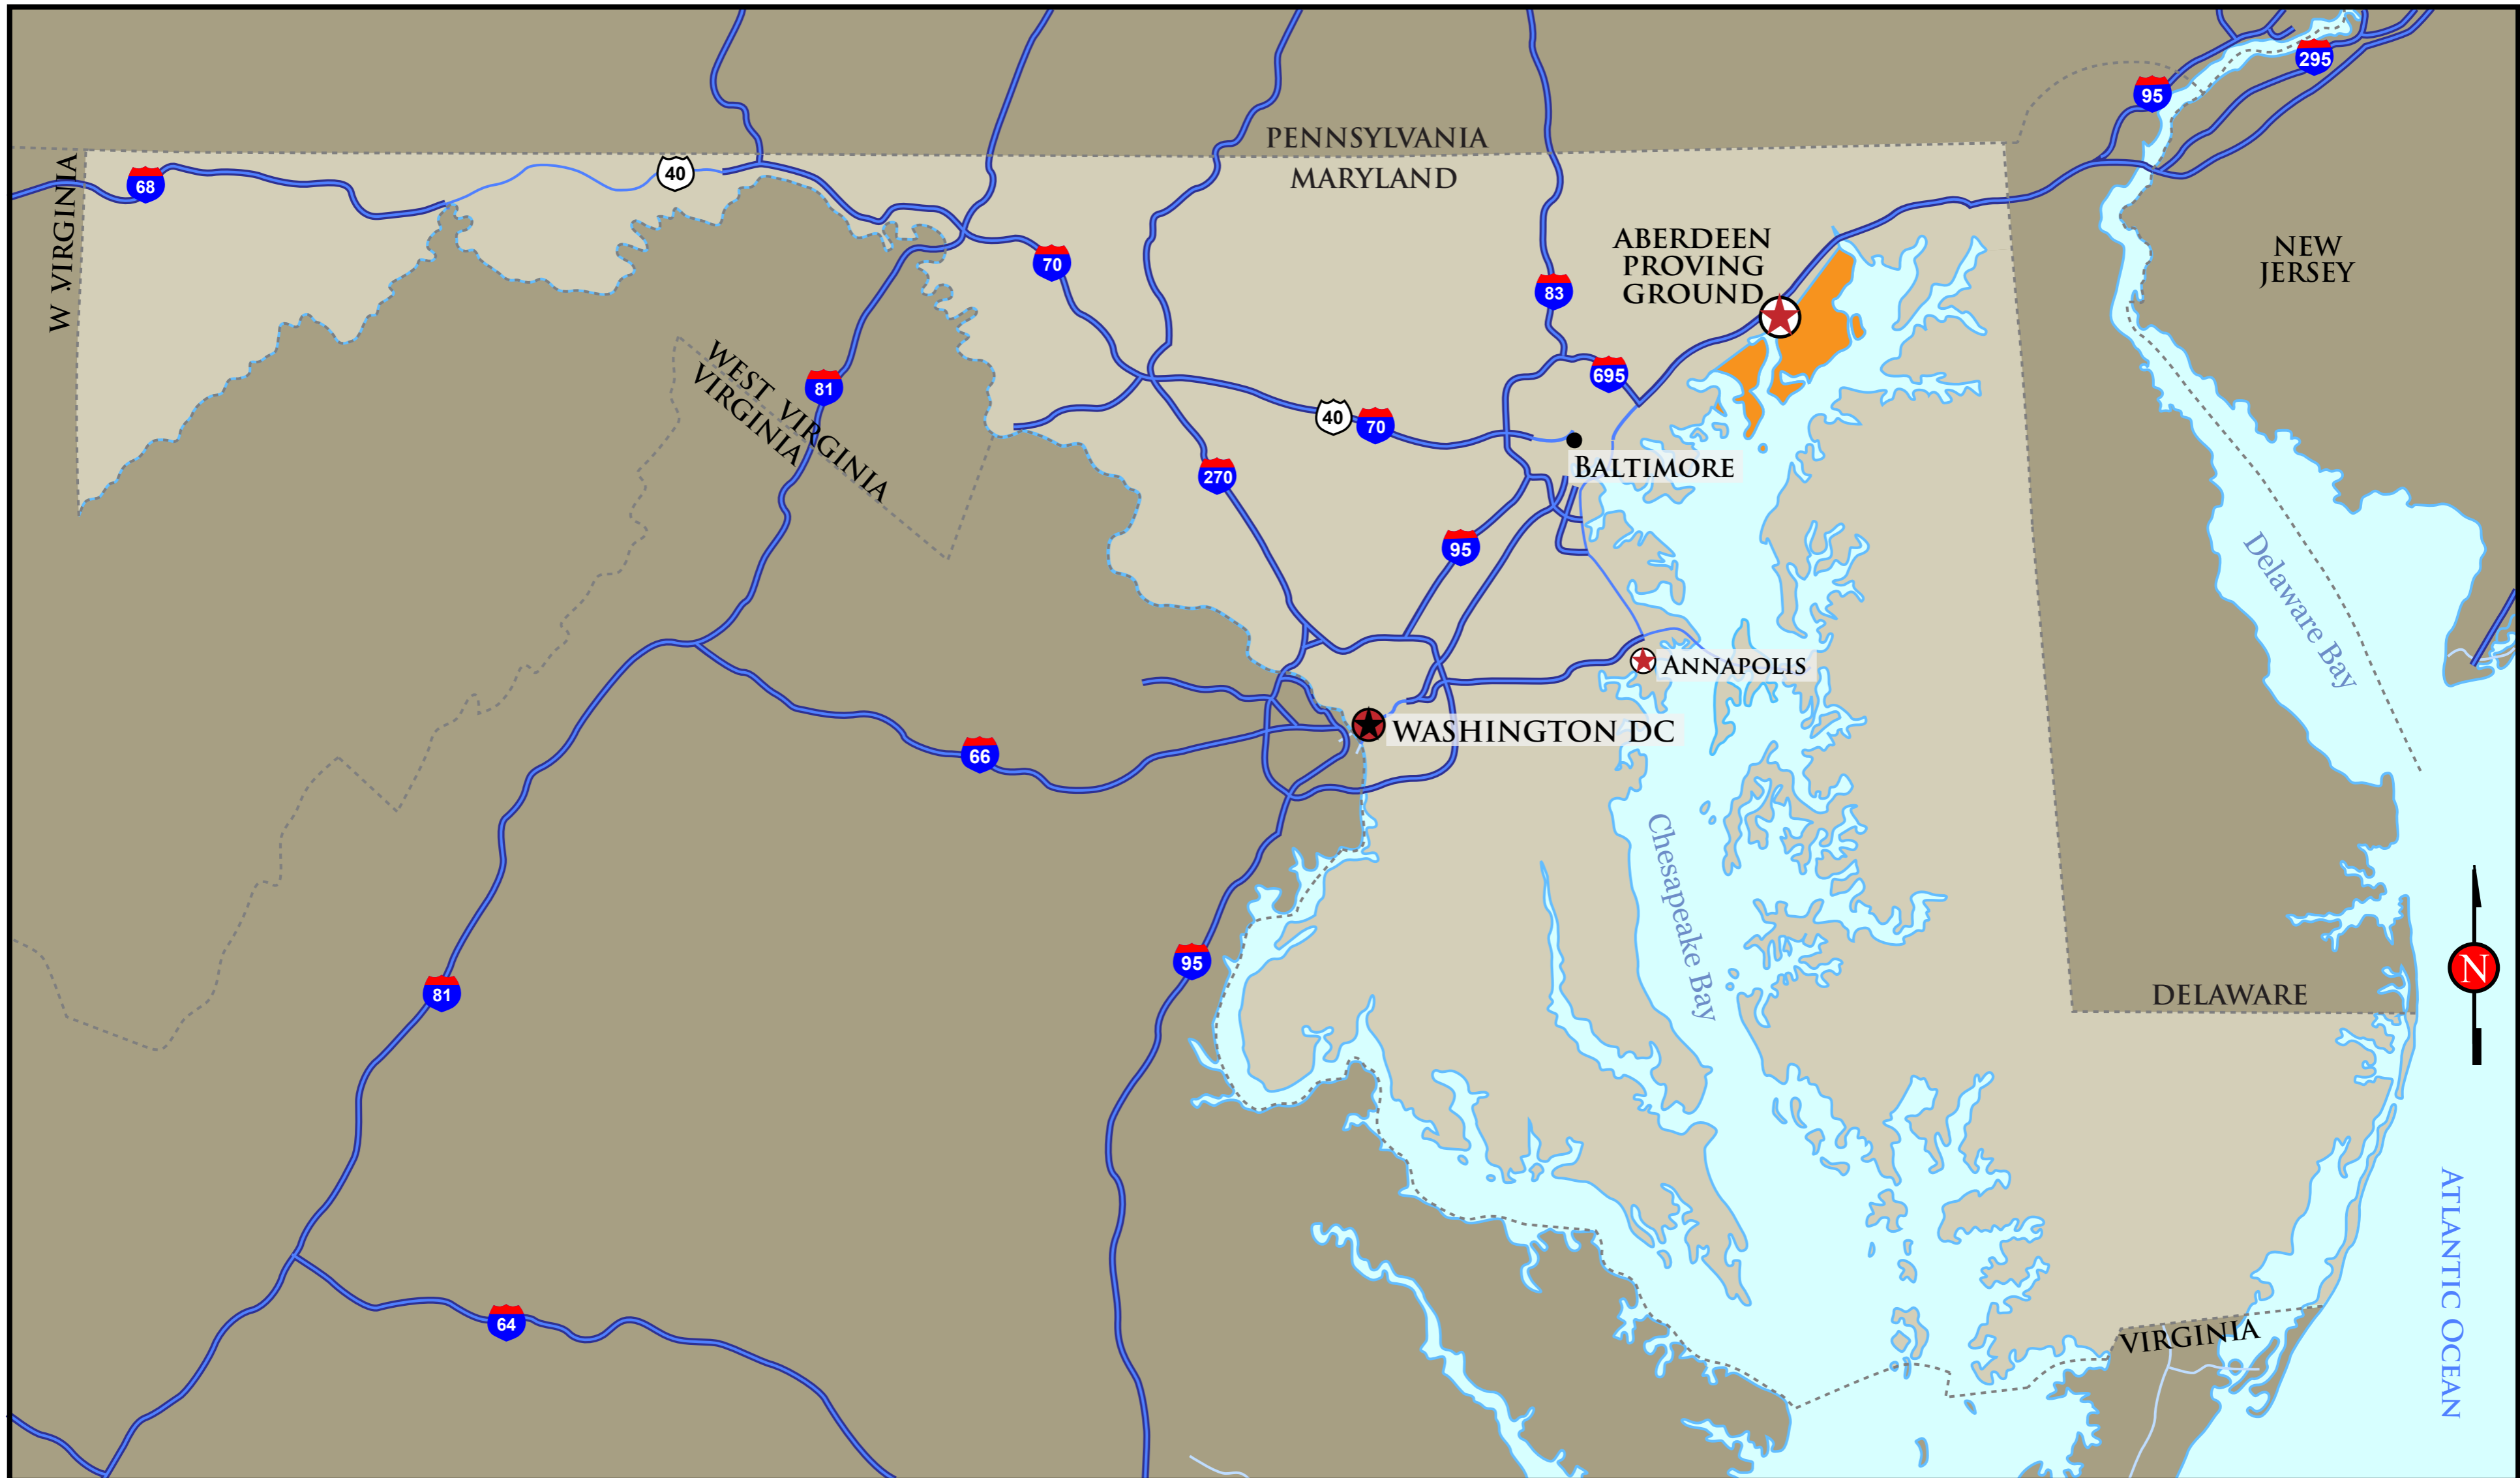 295
95
PENNSYLVANIA
MARYLAND
40
68
W .VIRGINIA
ABERDEEN
PROVING
GROUND
NEW
JERSEY
70
83
WEST VIRGINIA
VIRGINIA
81
695
40
70
BALTIMORE
270
95
Delaware Bay
ANNAPOLIS
WASHINGTON DC
66
Chesapeake Bay
95
N
81
DELAWARE
ATLANTIC OCEAN
64
VIRGINIA